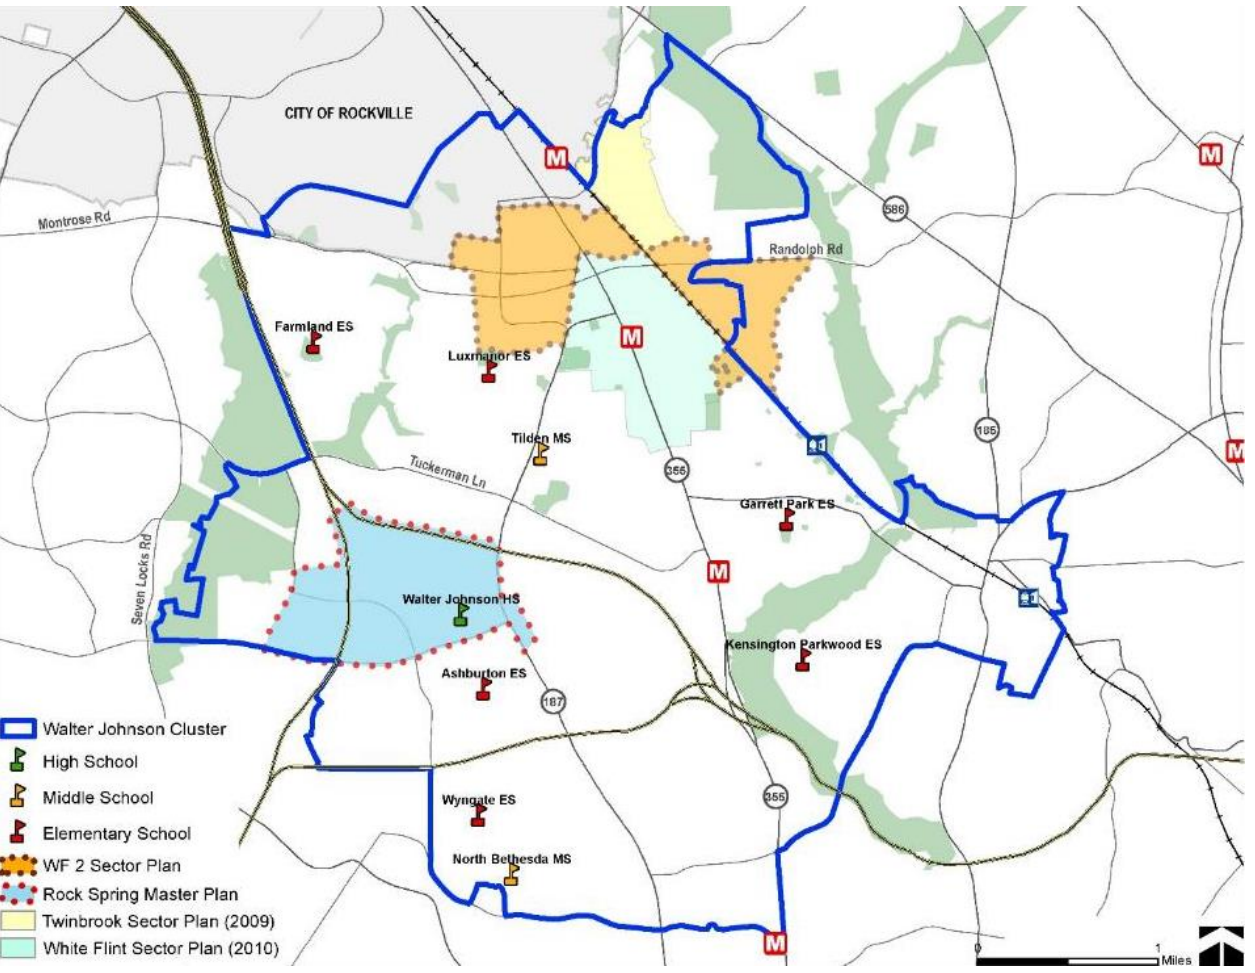 CITY OF ROCKVILLE
M
M
Montrose Rd
586
Randolph Rd
Farmland ES
Luxmanor ES
M
Tilden MS
185
M
Tuckerman Ln
355
Garrett Park ES
Seven Locks Rd
M
Walter Johnson HS
Kensington Parkwood ES
Ashburton ES
187
Walter Johnson Cluster
High School
Middle School
Elementary School
WF 2 Sector Plan
Rock Spring Master Plan
Twinbrook Sector Plan (2009)
White Flint Sector Plan (2010)
355
Wyngate ES
North Bethesda MS
M
0 1
Miles